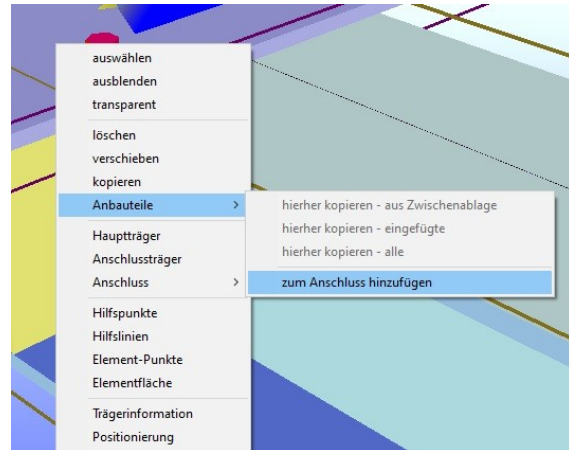 auswählen
ausblenden
transparent
löschen
verschieben
kopieren
Anbauteile
hierher kopieren - aus Zwischenablage
hierher kopieren - eingefügte
hierher kopieren - alle
zum Anschluss hinzufügen
Hauptträger
Anschlussträger
Anschluss
Hilfspunkte
Hilfslinien
Element-Punkte
Elementfläche
Trägerinformation
Positionierung